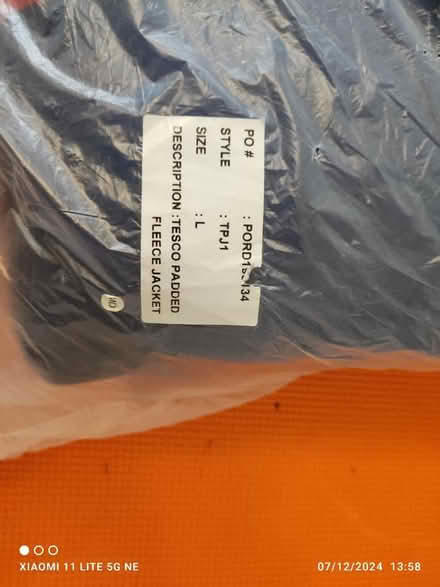 PO # :
STYLE : TPJ1
SIZE : L
DESCRIPTION : TESCO PADDED
FLEECE JACKET
XIAOMI 11 LITE 5G NE
07/12/2024 13:58